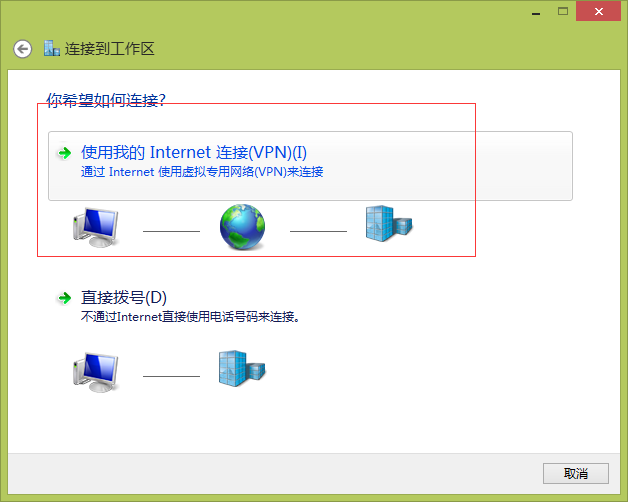 连接到工作区
你希望如何连接?
使用我的 Internet 连接(VPN)(I)
通过 Internet 使用虚拟专用网络(VPN)来连接
直接拨号(D)
不通过Internet直接使用电话号码来连接。
取消